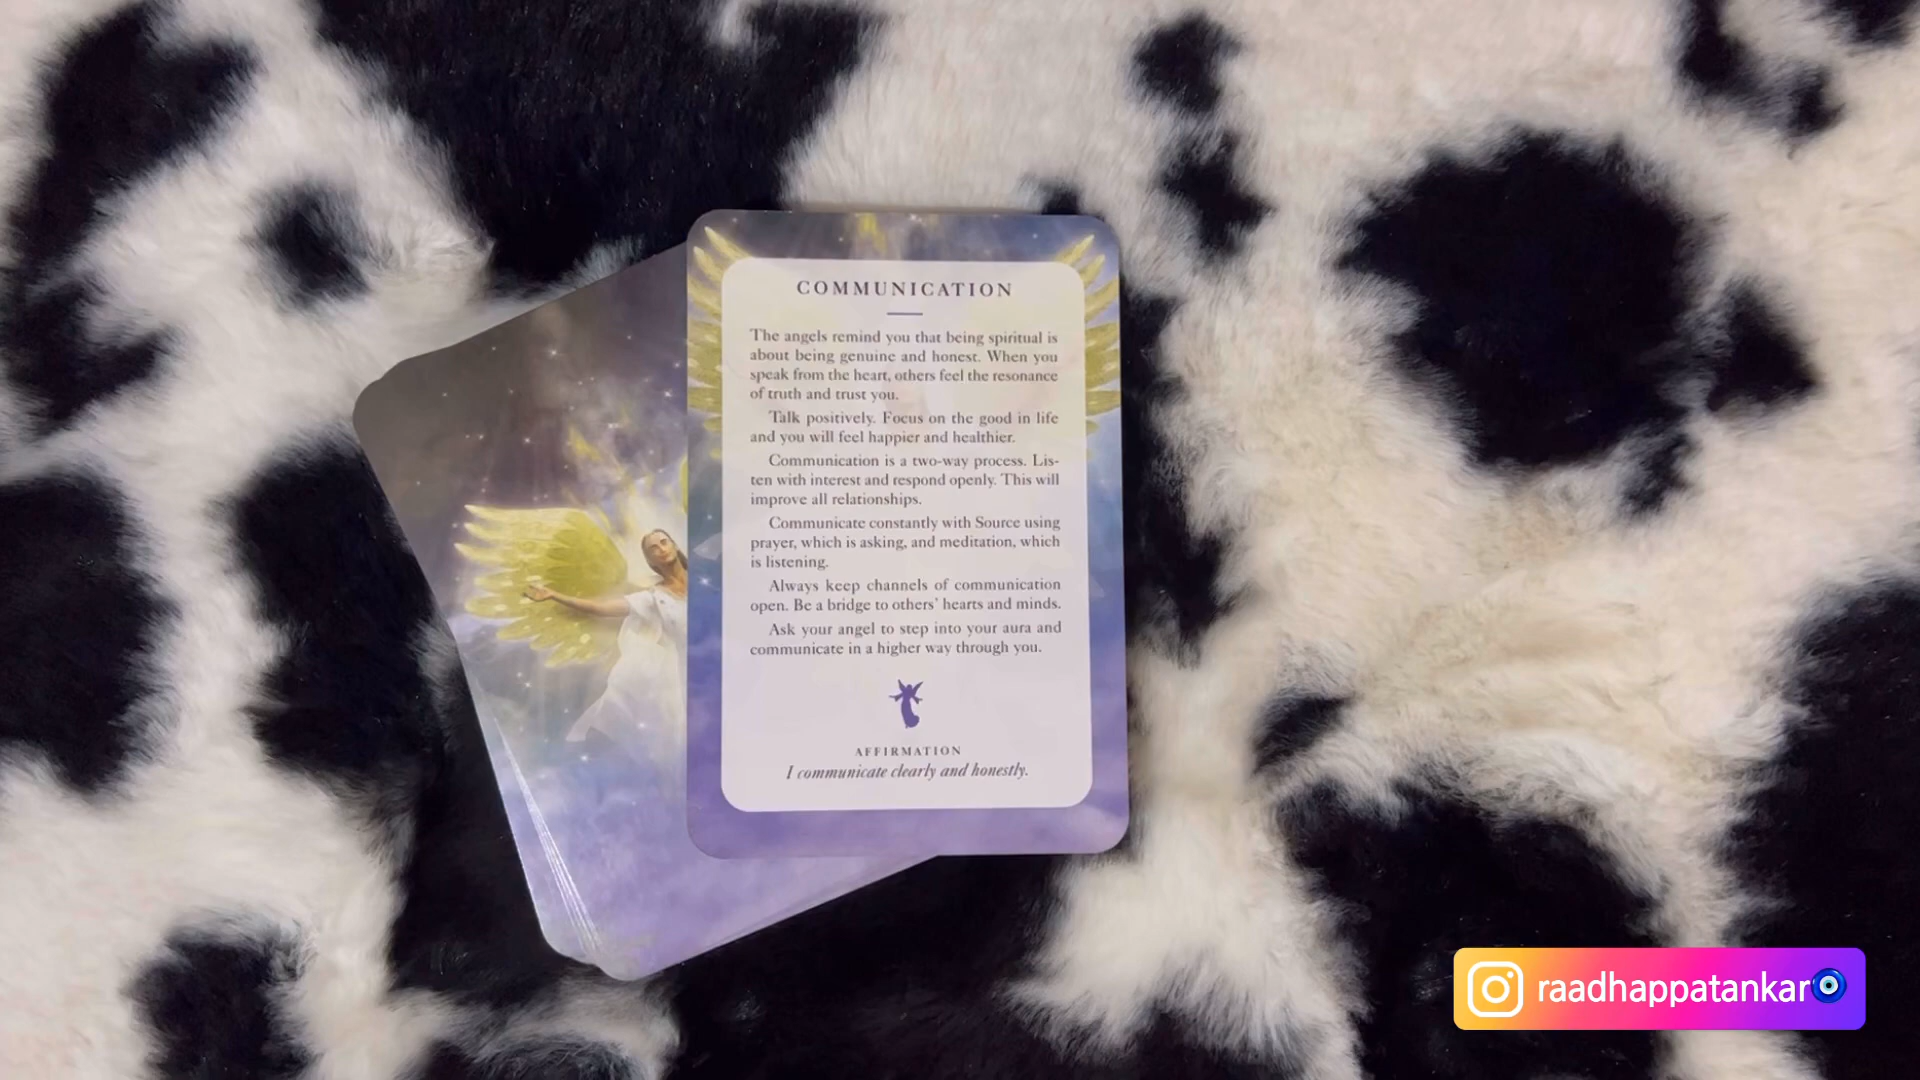 COMMUNICATION
The angels remind you that being spiritual is
about being genuine and honest. When you
speak from the heart, others feel the resonance
of truth and trust you.
Talk positively. Focus on the good in life
and you will feel happier and healthier.
Communication is a two-way process. Lis-
ten with interest and respond openly. This will
improve all relationships.
Communicate constantly with Source using
prayer, which is asking, and meditation, which
is listening.
Always keep channels of communication
open. Be a bridge to others' hearts and minds.
Ask your angel to step into your aura and
communicate in a higher way through you.
AFFIRMATION
I communicate clearly and honestly.
raadhappatankar